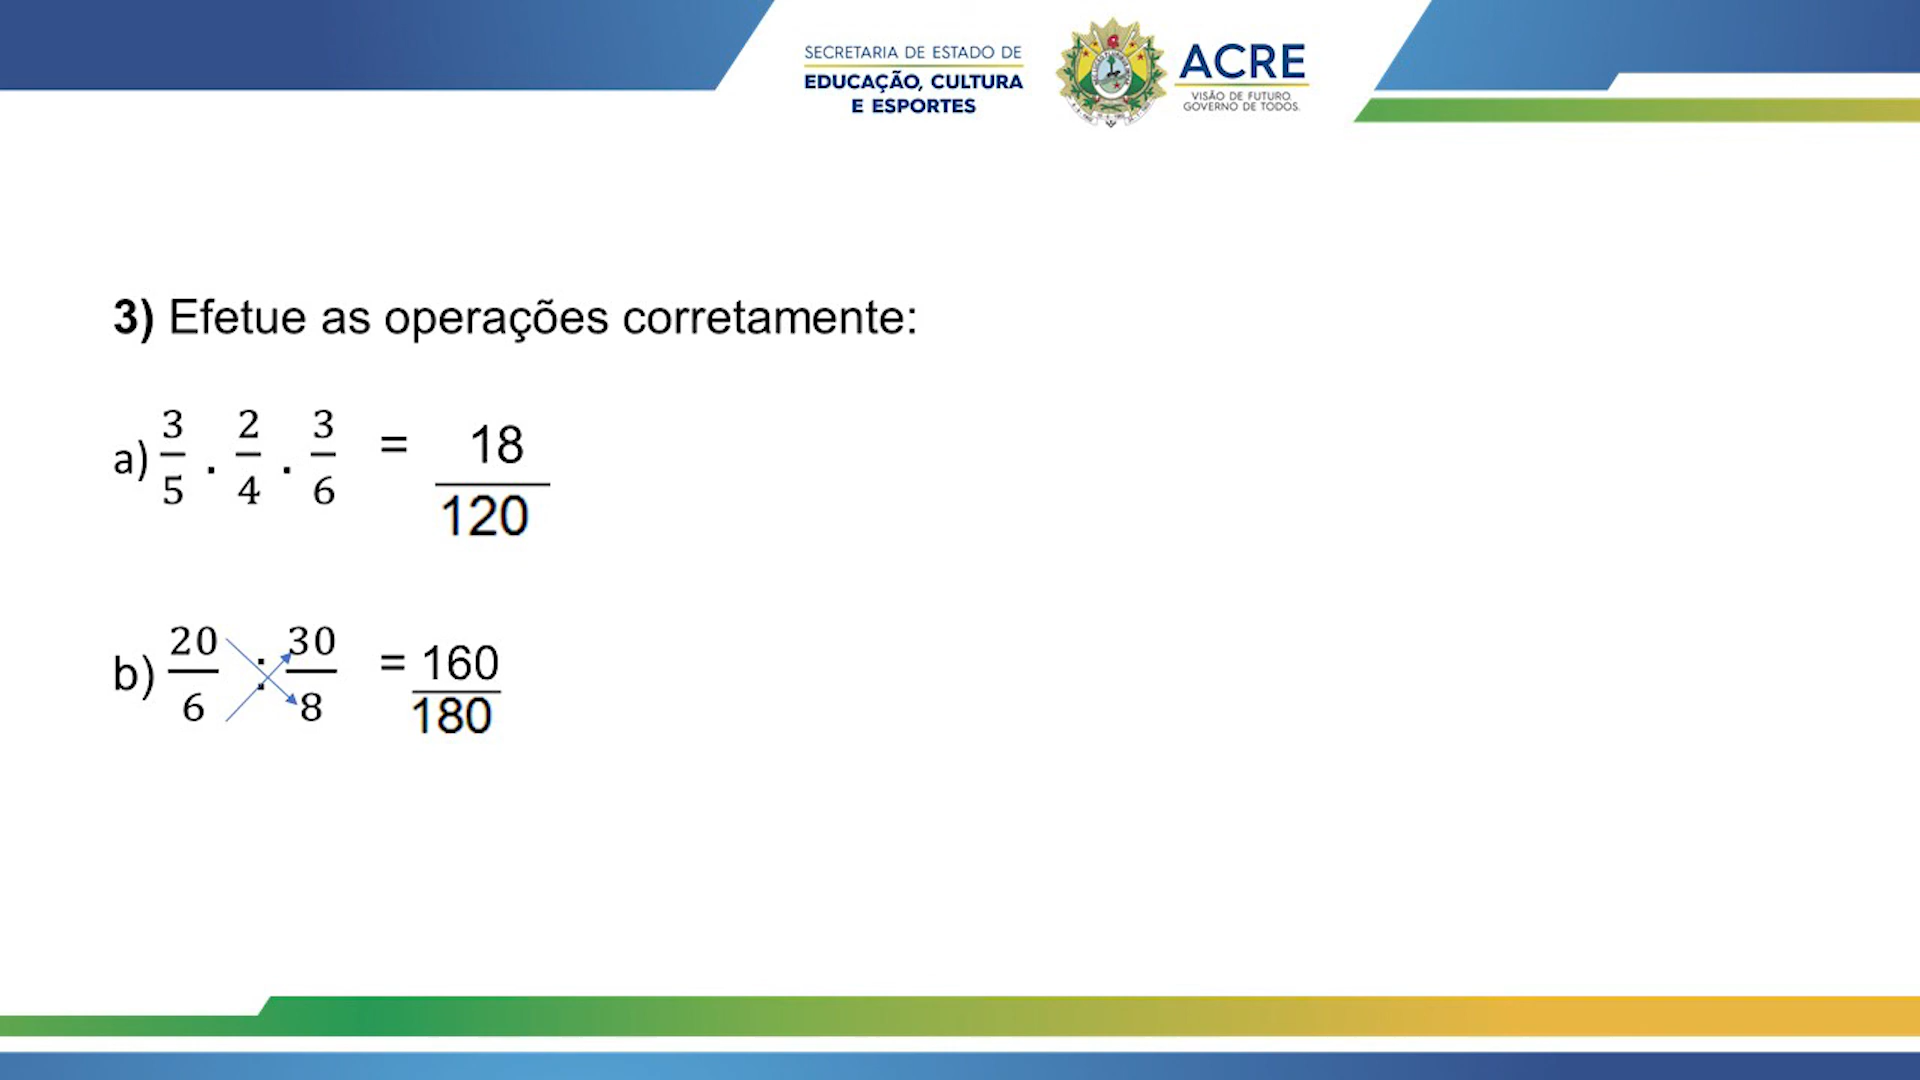 SECRETARIA DE ESTADO DE
EDUCAÇÃO, CULTURA
E ESPORTES
ACRE
VISÃO DE FUTURO.
GOVERNO DE TODOS.
3) Efetue as operações corretamente:
a) 3/5 . 2/4 . 3/6 = 18/120
b) 20/6 : 30/8 = 160/180